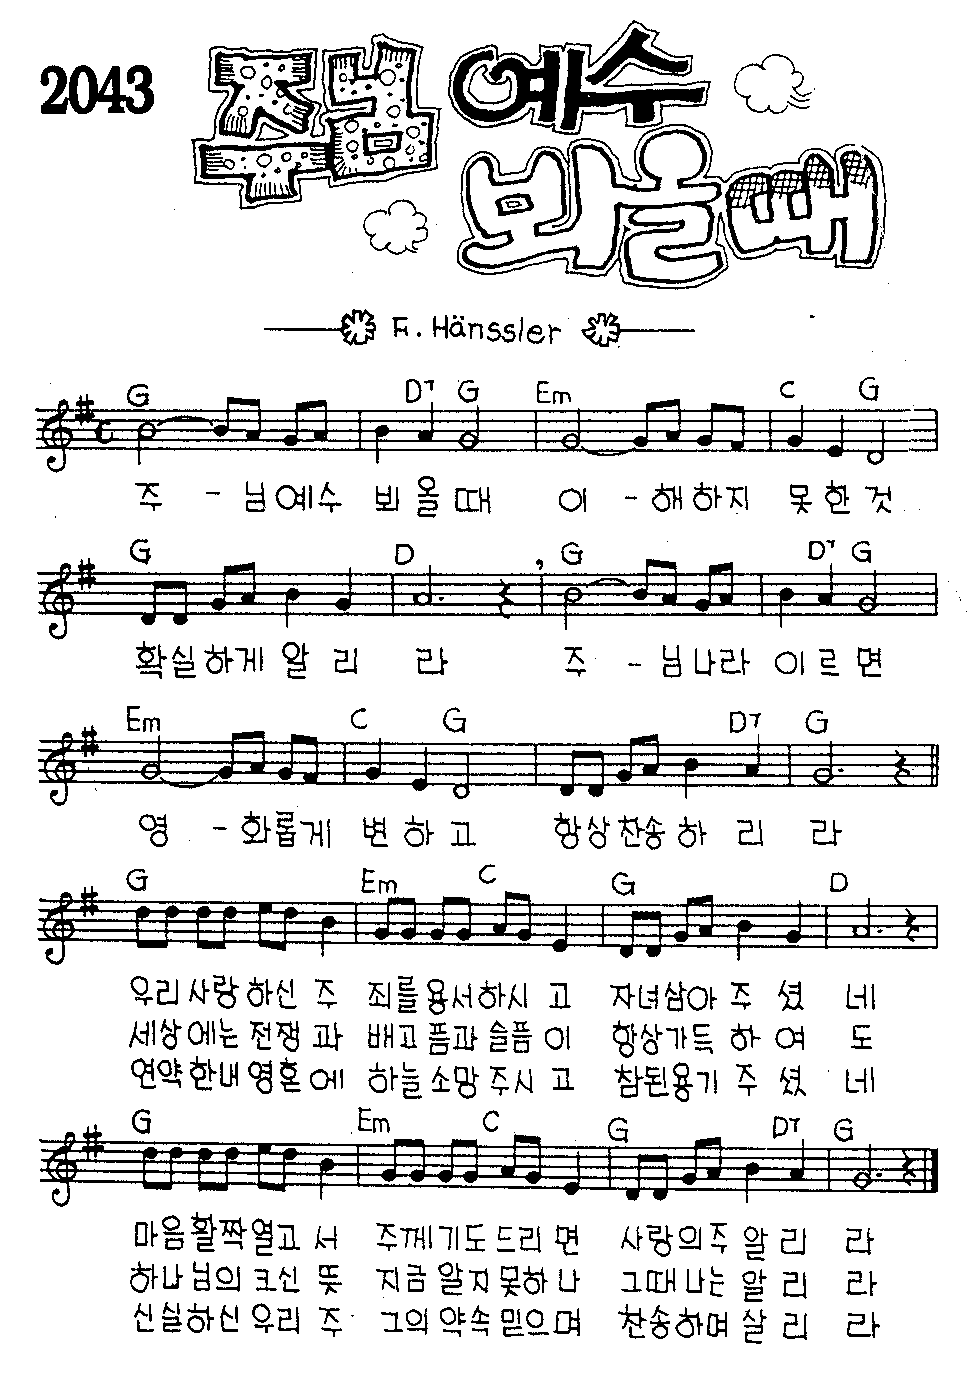 2043 주님 예수
뵈올때
F. Hänssler
G D7 G Em C G
주 - 님예수 뵈 올 때 이 - 해하지 못 한 것
G D G D7 G
확실하게 알 리 라 주 - 님나라 이 르 면
Em C G D7 G
영 - 화롭게 변 하 고 항상찬송 하 리 라
G Em C G D
우리 사랑 하신 주 죄를 용서하시 고 자녀삼아 주 셨 네
세상에는 전쟁 과 배고픔과 슬픔 이 항상가득 하 여 도
연약한내 영혼 에 하늘 소망 주시 고 참된용기 주 셨 네
G Em C G D7 G
마음활짝열고 서 주께기도드리 면 사랑의주 알 리 라
하나님의 크신 뜻 지금 알지못하 나 그때나는 알 리 라
신실하신 우리 주 그의 약속 믿으며 찬송하며 살 리 라